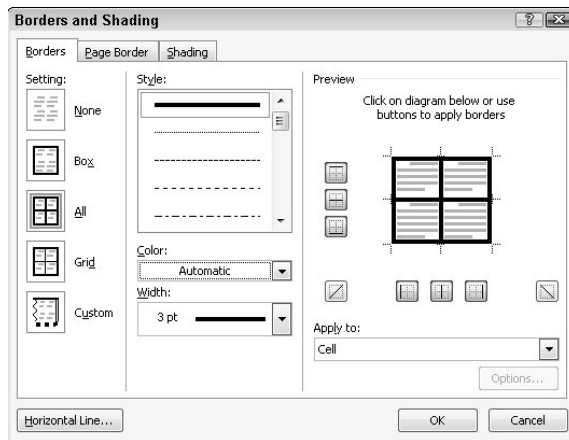 Borders and Shading
Borders
Page Border
Shading
Setting:
None
Box
All
Grid
Custom
Style:
Color:
Automatic
Width:
3 pt
Preview
Click on diagram below or use
buttons to apply borders
Apply to:
Cell
Options...
Horizontal Line...
OK
Cancel